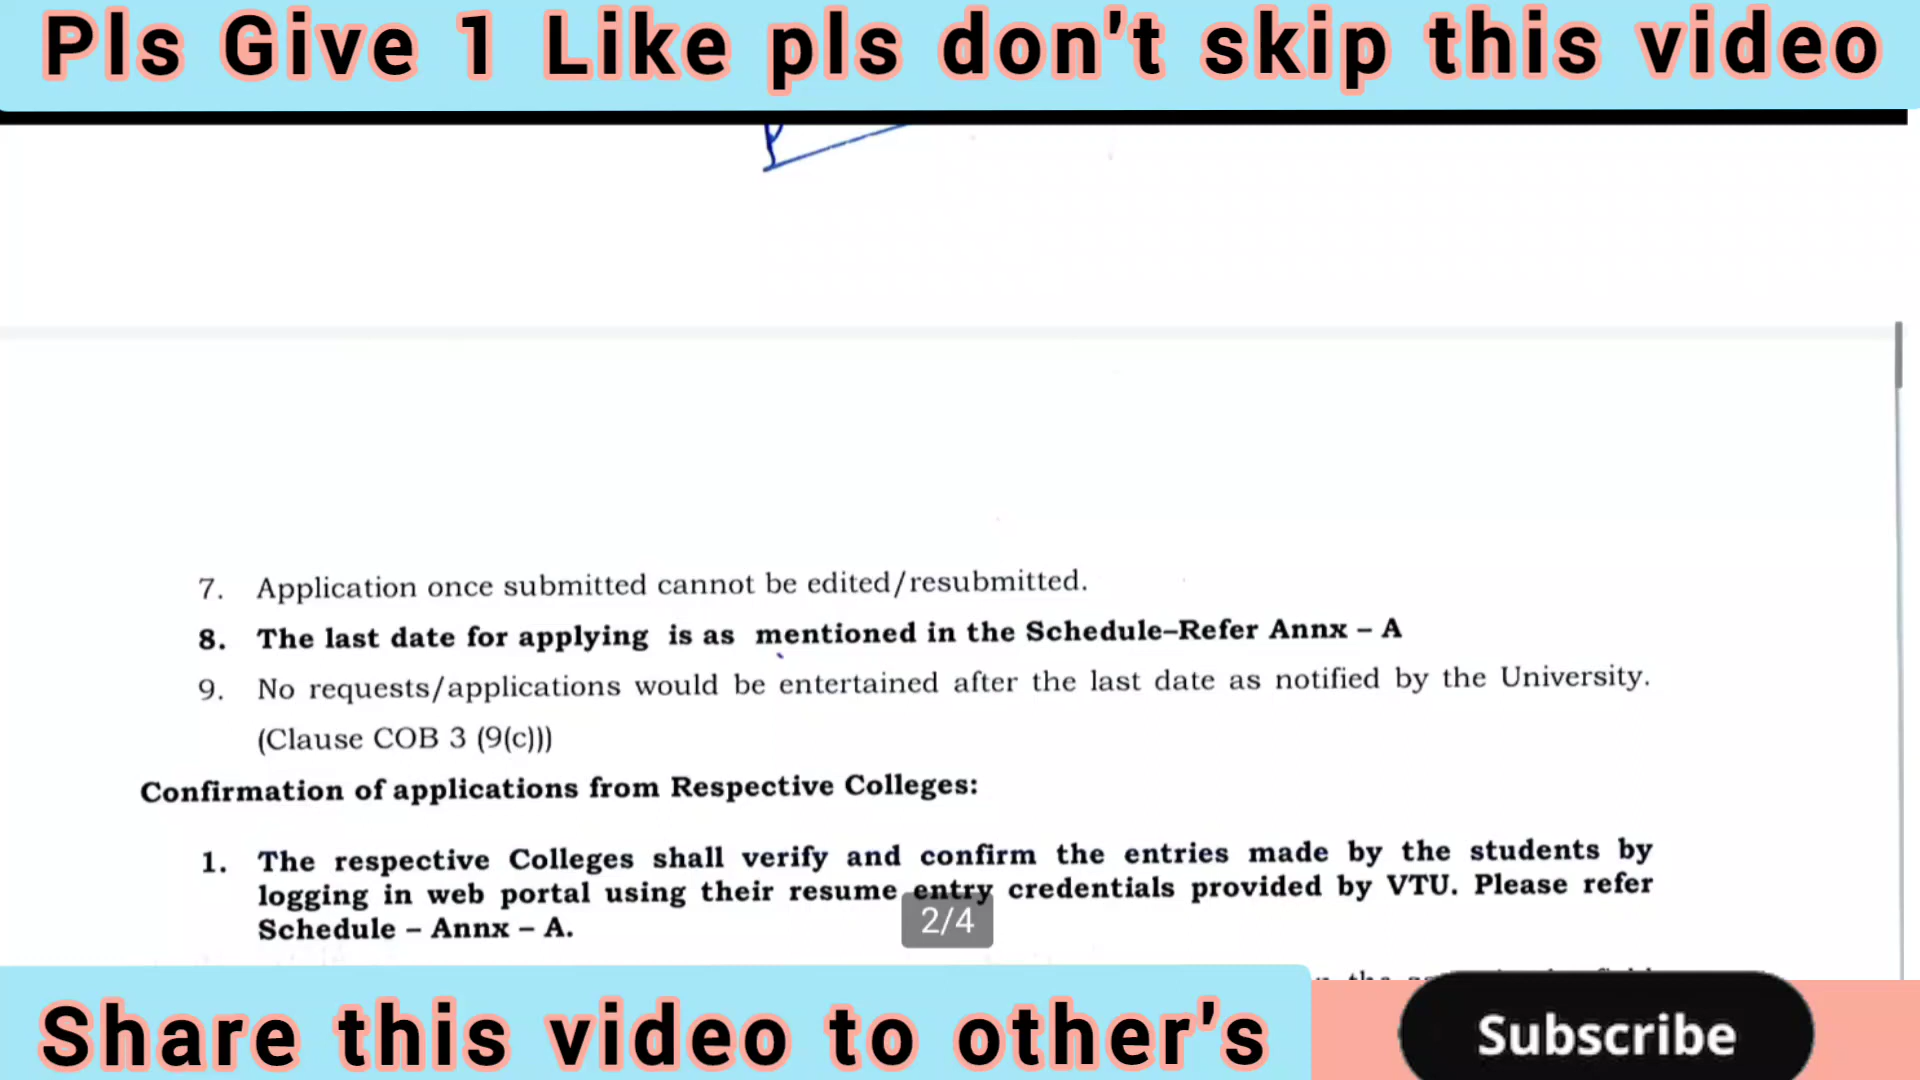 Pls Give 1 Like pls don't skip this video
7. Application once submitted cannot be edited/resubmitted.
8. The last date for applying is as mentioned in the Schedule–Refer Annx – A
9. No requests/applications would be entertained after the last date as notified by the University.
(Clause COB 3 (9(c)))
Confirmation of applications from Respective Colleges:
1. The respective Colleges shall verify and confirm the entries made by the students by
logging in web portal using their resume entry credentials provided by VTU. Please refer
Schedule – Annx – A.
2/4
Share this video to other's
Subscribe